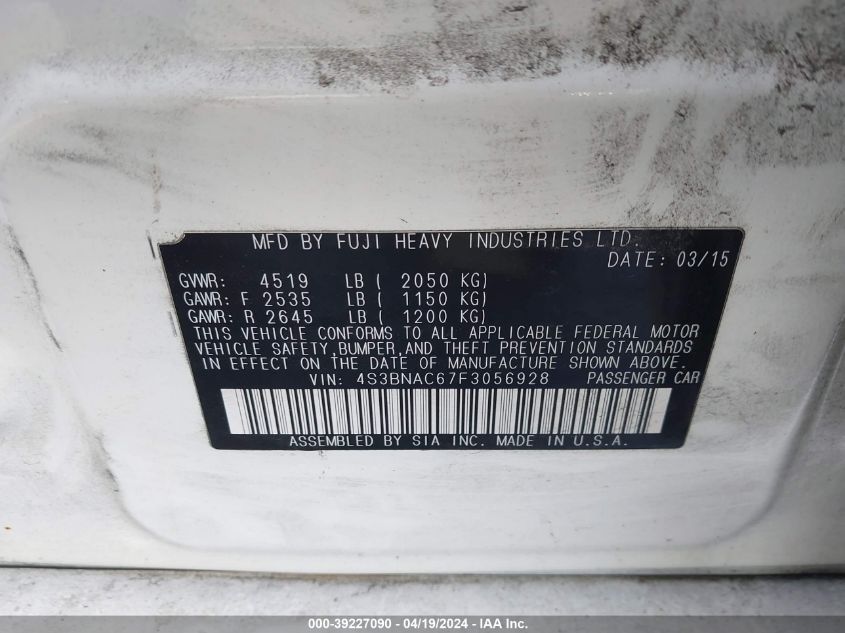 MFD BY FUJI HEAVY INDUSTRIES LTD.
DATE: 03/15
GVWR: 4519 LB ( 2050 KG)
GAWR: F 2535 LB ( 1150 KG)
GAWR: R 2645 LB ( 1200 KG)
THIS VEHICLE CONFORMS TO ALL APPLICABLE FEDERAL MOTOR
VEHICLE SAFETY,BUMPER,AND THEFT PREVENTION STANDARDS
IN EFFECT ON THE DATE OF MANUFACTURE SHOWN ABOVE.
VIN: 4S3BNAC67F3056928 PASSENGER CAR
ASSEMBLED BY SIA INC. MADE IN U.S.A.
000-39227090 - 04/19/2024 - IAA Inc.